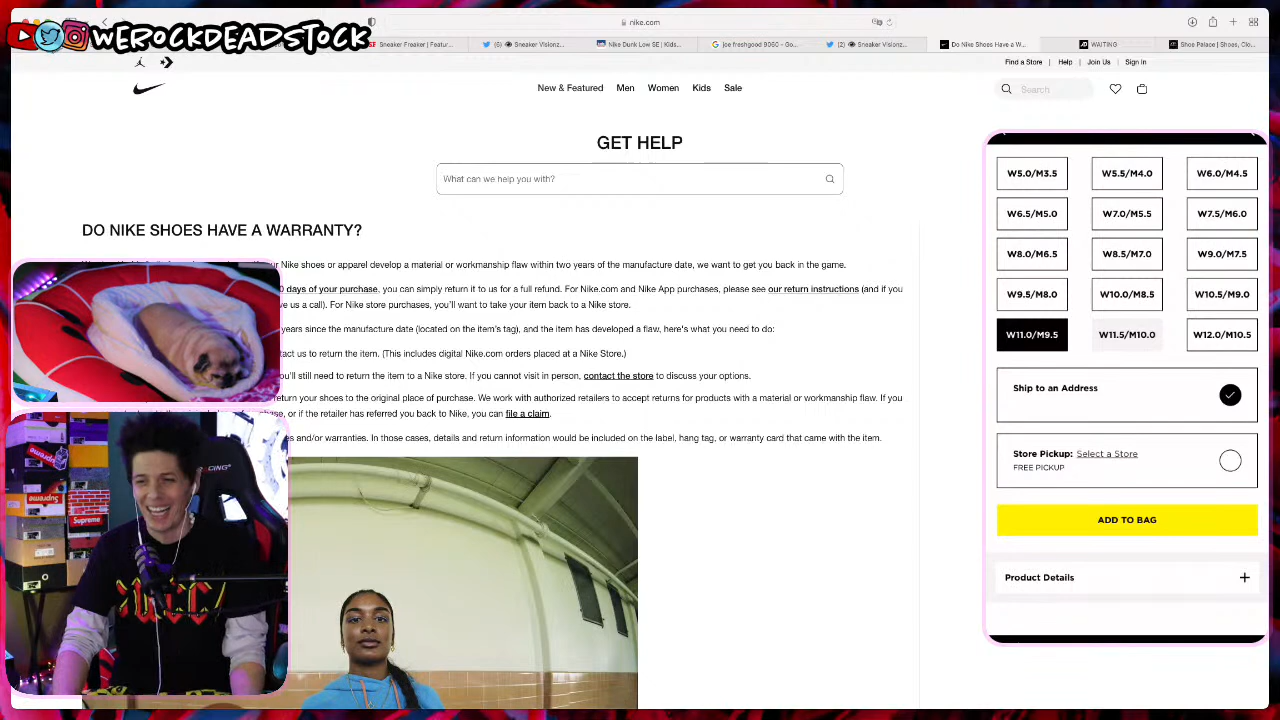 WEROCKDEADSTOCK
nike.com
SE Sneaker Freaker | Featur...
(6) Sneaker Visionz...
Nike Dunk Low SE | Kids...
joe freshgood 9060 - Go...
(2) Sneaker Visionz...
Do Nike Shoes Have a W...
WAITING
Shoe Palace | Shoes, Clo...
Find a Store | Help | Join Us | Sign In
New & Featured Men Women Kids Sale
Search
GET HELP
What can we help you with?
DO NIKE SHOES HAVE A WARRANTY?
Nike shoes or apparel develop a material or workmanship flaw within two years of the manufacture date, we want to get you back in the game.
days of your purchase, you can simply return it to us for a full refund. For Nike.com and Nike App purchases, please see our return instructions (and if you
ve us a call). For Nike store purchases, you'll want to take your item back to a Nike store.
years since the manufacture date (located on the item's tag), and the item has developed a flaw, here's what you need to do:
tact us to return the item. (This includes digital Nike.com orders placed at a Nike Store.)
ou'll still need to return the item to a Nike store. If you cannot visit in person, contact the store to discuss your options.
return your shoes to the original place of purchase. We work with authorized retailers to accept returns for products with a material or workmanship flaw. If you
or if the retailer has referred you back to Nike, you can file a claim.
es and/or warranties. In those cases, details and return information would be included on the label, hang tag, or warranty card that came with the item.
W5.0/M3.5 W5.5/M4.0 W6.0/M4.5
W6.5/M5.0 W7.0/M5.5 W7.5/M6.0
W8.0/M6.5 W8.5/M7.0 W9.0/M7.5
W9.5/M8.0 W10.0/M8.5 W10.5/M9.0
W11.0/M9.5 W11.5/M10.0 W12.0/M10.5
Ship to an Address
Store Pickup: Select a Store
FREE PICKUP
ADD TO BAG
Product Details +
Supreme